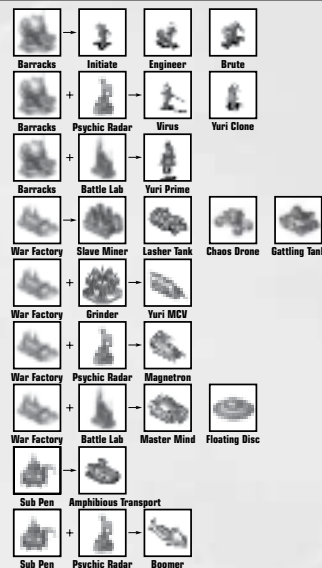 Barracks Initiate Engineer Brute
Barracks + Psychic Radar Virus Yuri Clone
Barracks + Battle Lab Yuri Prime
War Factory Slave Miner Lasher Tank Chaos Drone Gattling Tank
War Factory + Grinder Yuri MCV
War Factory + Psychic Radar Magnetron
War Factory + Battle Lab Master Mind Floating Disc
Sub Pen Amphibious Transport
Sub Pen + Psychic Radar Boomer